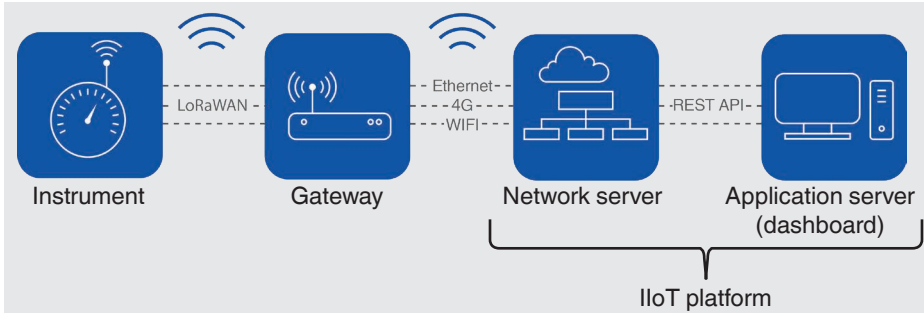 Ethernet
LoRaWAN
4G
REST API
WIFI
Instrument
Gateway
Network server
Application server
(dashboard)
IIoT platform